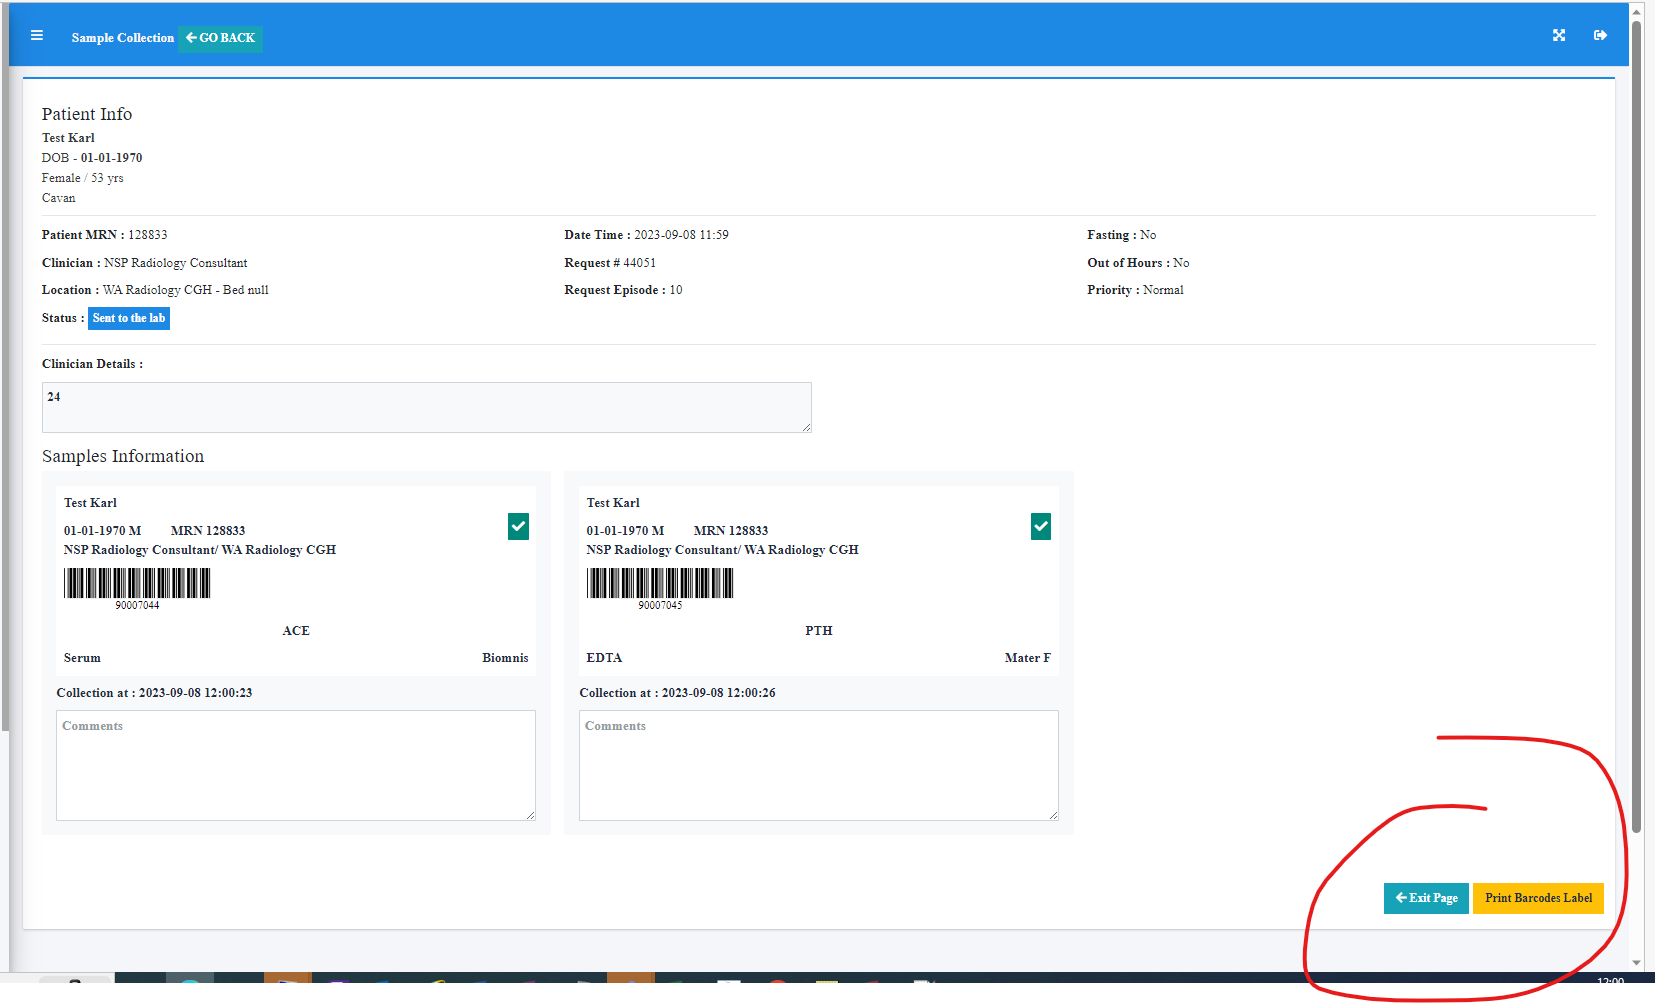 Sample Collection GO BACK
Patient Info
Test Karl
DOB - 01-01-1970
Female / 53 yrs
Cavan
Patient MRN : 128833 Date Time : 2023-09-08 11:59 Fasting : No
Clinician : NSP Radiology Consultant Request # 44051 Out of Hours : No
Location : WA Radiology CGH - Bed null Request Episode : 10 Priority : Normal
Status : Sent to the lab
Clinician Details :
24
Samples Information
Test Karl
01-01-1970 M MRN 128833
NSP Radiology Consultant/ WA Radiology CGH
90007044
ACE
Serum Biomnis
Collection at : 2023-09-08 12:00:23
Comments
Test Karl
01-01-1970 M MRN 128833
NSP Radiology Consultant/ WA Radiology CGH
90007045
PTH
EDTA Mater F
Collection at : 2023-09-08 12:00:26
Comments
Exit Page Print Barcodes Label
12:00